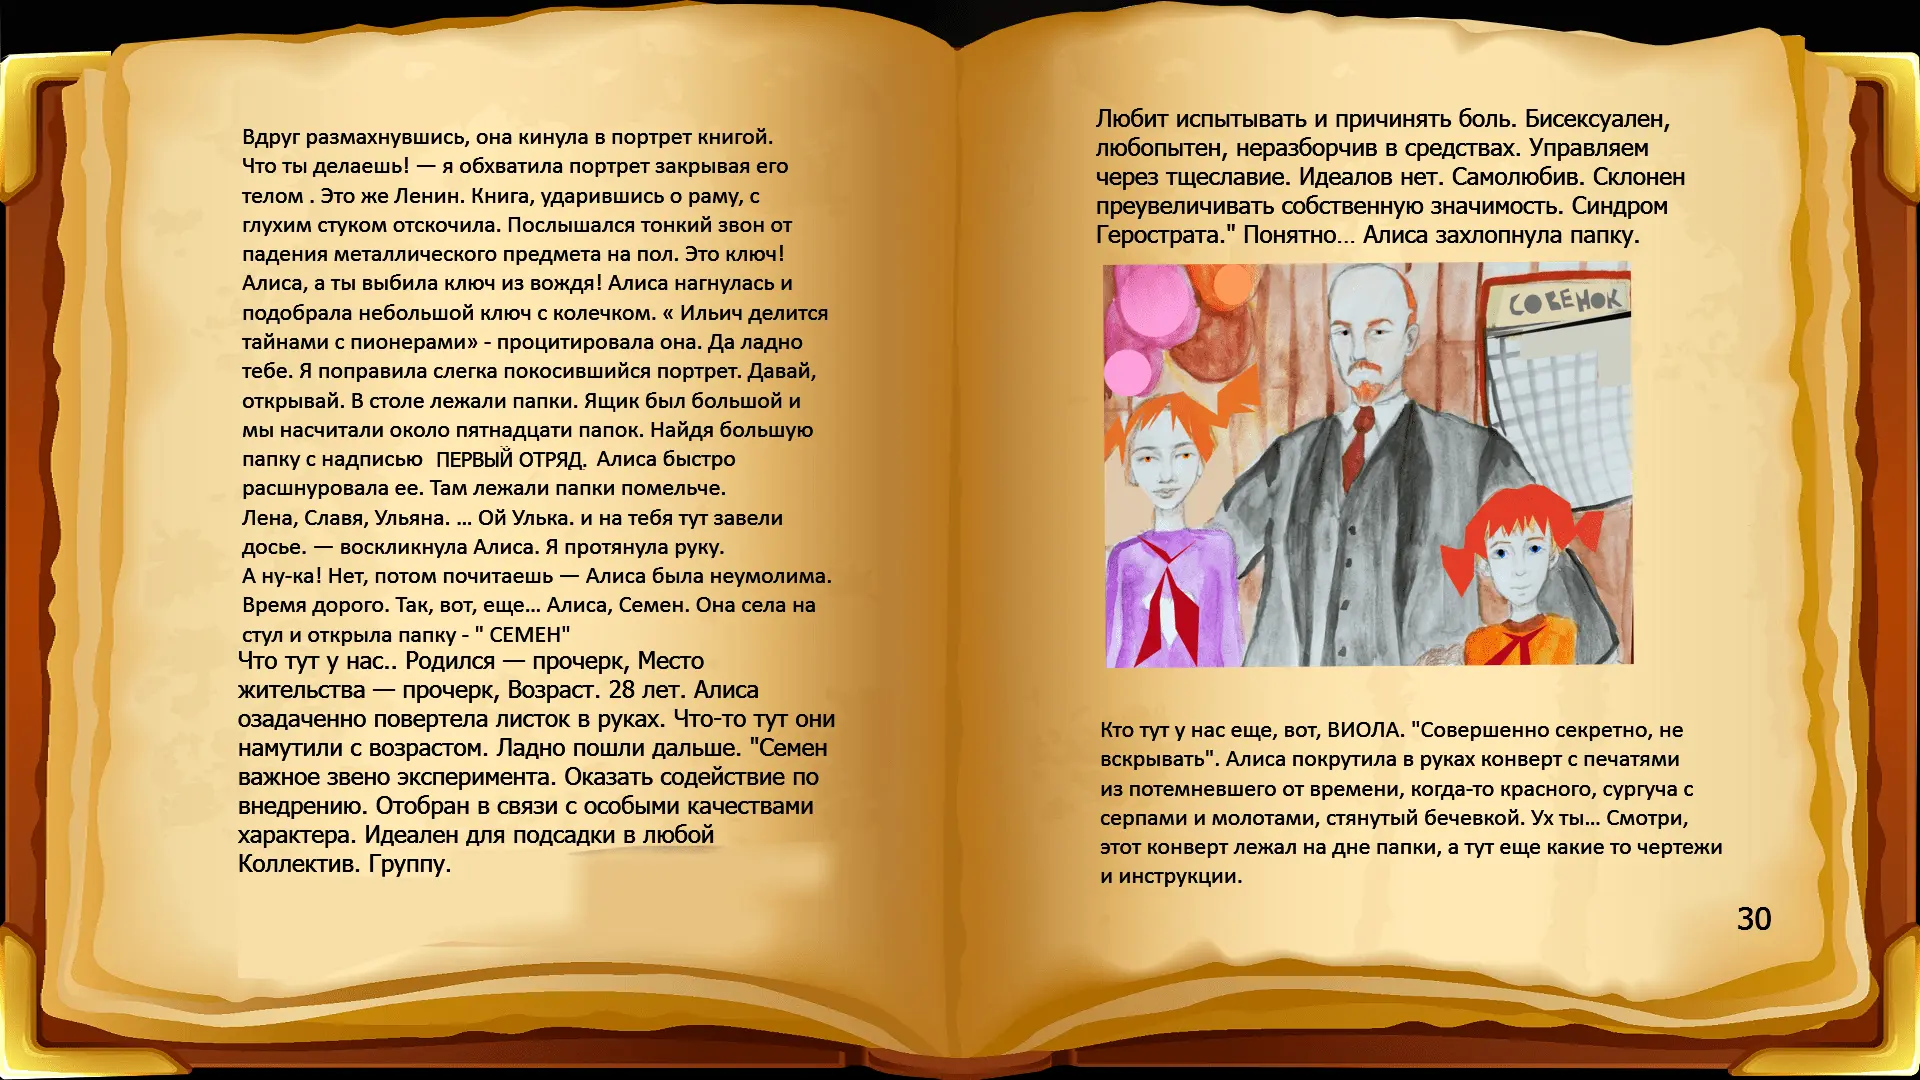 Вдруг размахнувшись, она кинула в портрет книгой.
Что ты делаешь! — я обхватила портрет закрывая его
телом . Это же Ленин. Книга, ударившись о раму, с
глухим стуком отскочила. Послышался тонкий звон от
падения металлического предмета на пол. Это ключ!
Алиса, а ты выбила ключ из вождя! Алиса нагнулась и
подобрала небольшой ключ с колечком. « Ильич делится
тайнами с пионерами» - процитировала она. Да ладно
тебе. Я поправила слегка покосившийся портрет. Давай,
открывай. В столе лежали папки. Ящик был большой и
мы насчитали около пятнадцати папок. Найдя большую
папку с надписью ПЕРВЫЙ ОТРЯД. Алиса быстро
расшнуровала ее. Там лежали папки помельче.
Лена, Славя, Ульяна. ... Ой Улька. и на тебя тут завели
досье. — воскликнула Алиса. Я протянула руку.
А ну-ка! Нет, потом почитаешь — Алиса была неумолима.
Время дорого. Так, вот, еще... Алиса, Семен. Она села на
стул и открыла папку - " СЕМЕН"
Что тут у нас.. Родился — прочерк, Место
жительства — прочерк, Возраст. 28 лет. Алиса
озадаченно повертела листок в руках. Что-то тут они
намутили с возрастом. Ладно пошли дальше. "Семен
важное звено эксперимента. Оказать содействие по
внедрению. Отобран в связи с особыми качествами
характера. Идеален для подсадки в любой
Коллектив. Группу.
Любит испытывать и причинять боль. Бисексуален,
любопытен, неразборчив в средствах. Управляем
через тщеславие. Идеалов нет. Самолюбив. Склонен
преувеличивать собственную значимость. Синдром
Герострата." Понятно... Алиса захлопнула папку.
СОВЕНОК
Кто тут у нас еще, вот, ВИОЛА. "Совершенно секретно, не
вскрывать". Алиса покрутила в руках конверт с печатями
из потемневшего от времени, когда-то красного, сургуча с
серпами и молотами, стянутый бечевкой. Ух ты... Смотри,
этот конверт лежал на дне папки, а тут еще какие то чертежи
и инструкции.
30